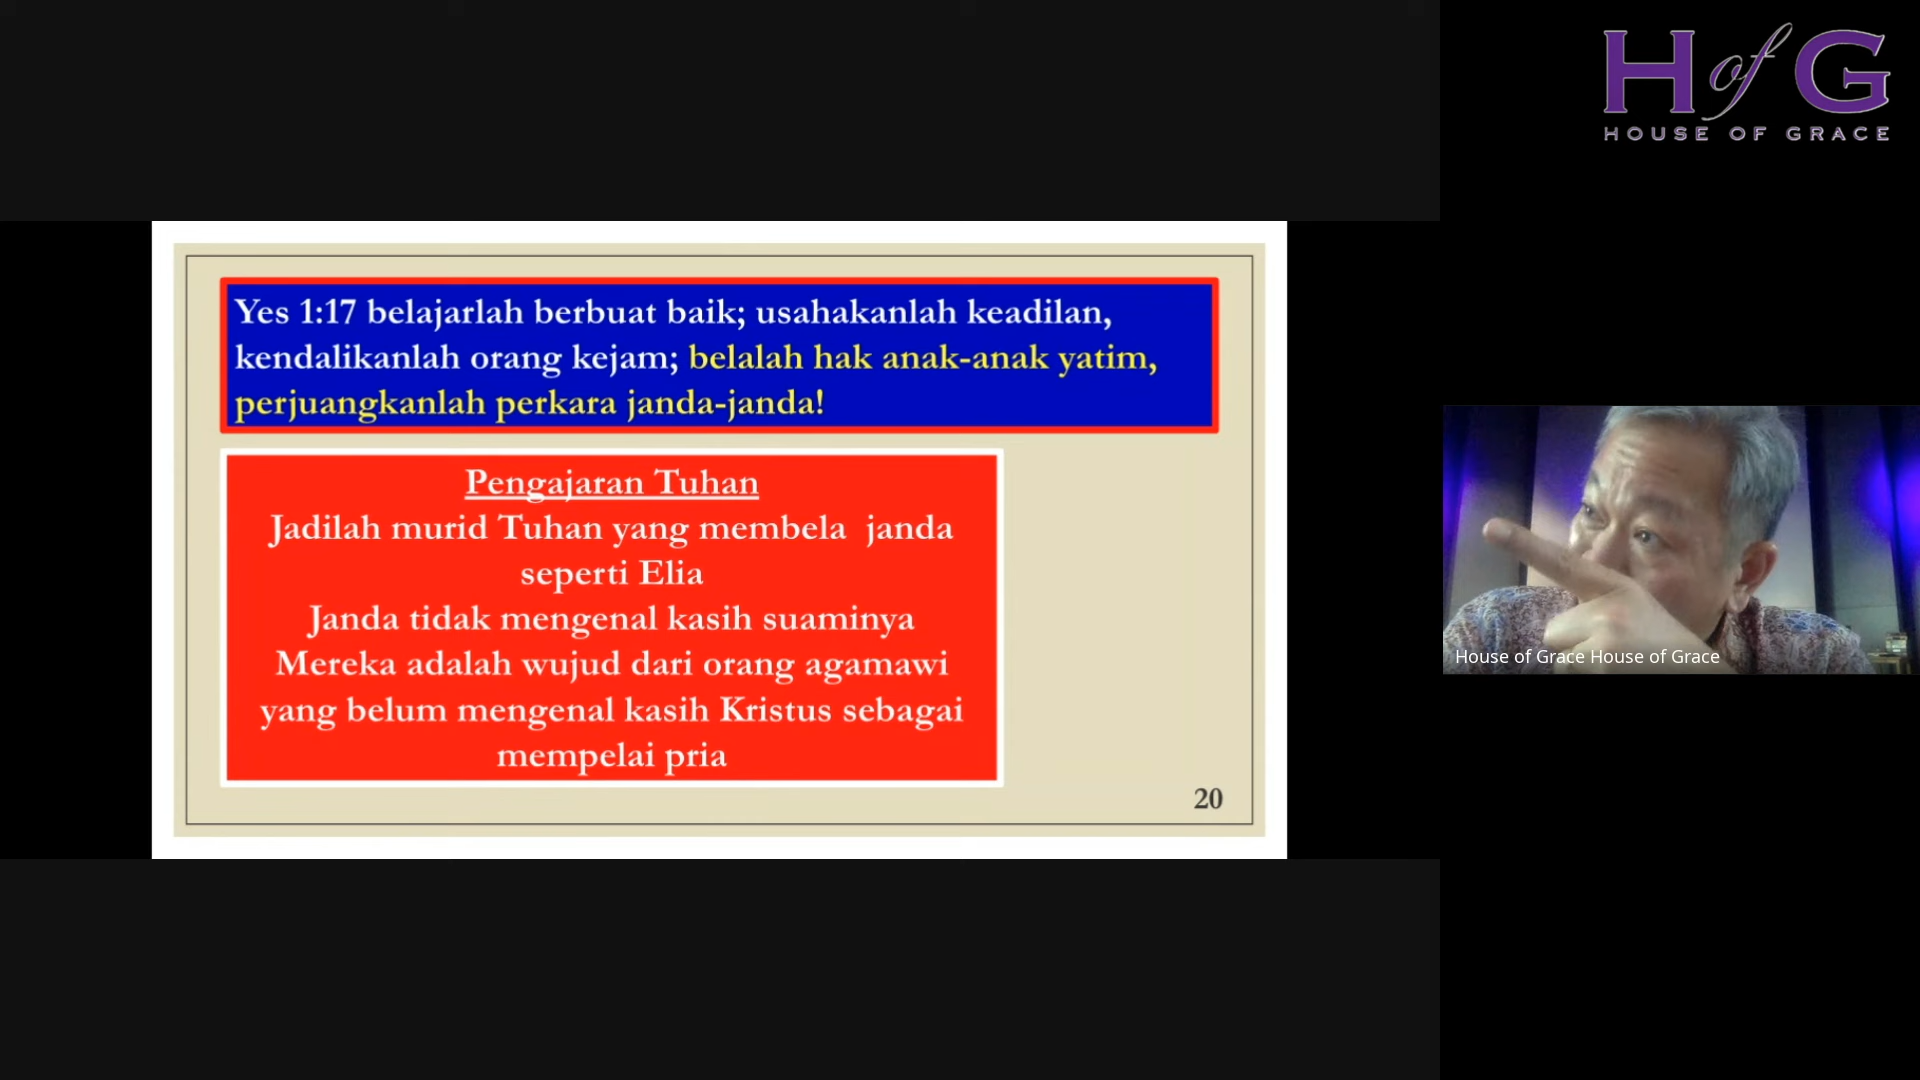 H of G
HOUSE OF GRACE
Yes 1:17 belajarlah berbuat baik; usahakanlah keadilan,
kendalikanlah orang kejam; belalah hak anak-anak yatim,
perjuangkanlah perkara janda-janda!
Pengajaran Tuhan
Jadilah murid Tuhan yang membela janda
seperti Elia
Janda tidak mengenal kasih suaminya
Mereka adalah wujud dari orang agamawi
yang belum mengenal kasih Kristus sebagai
mempelai pria
20
House of Grace House of Grace